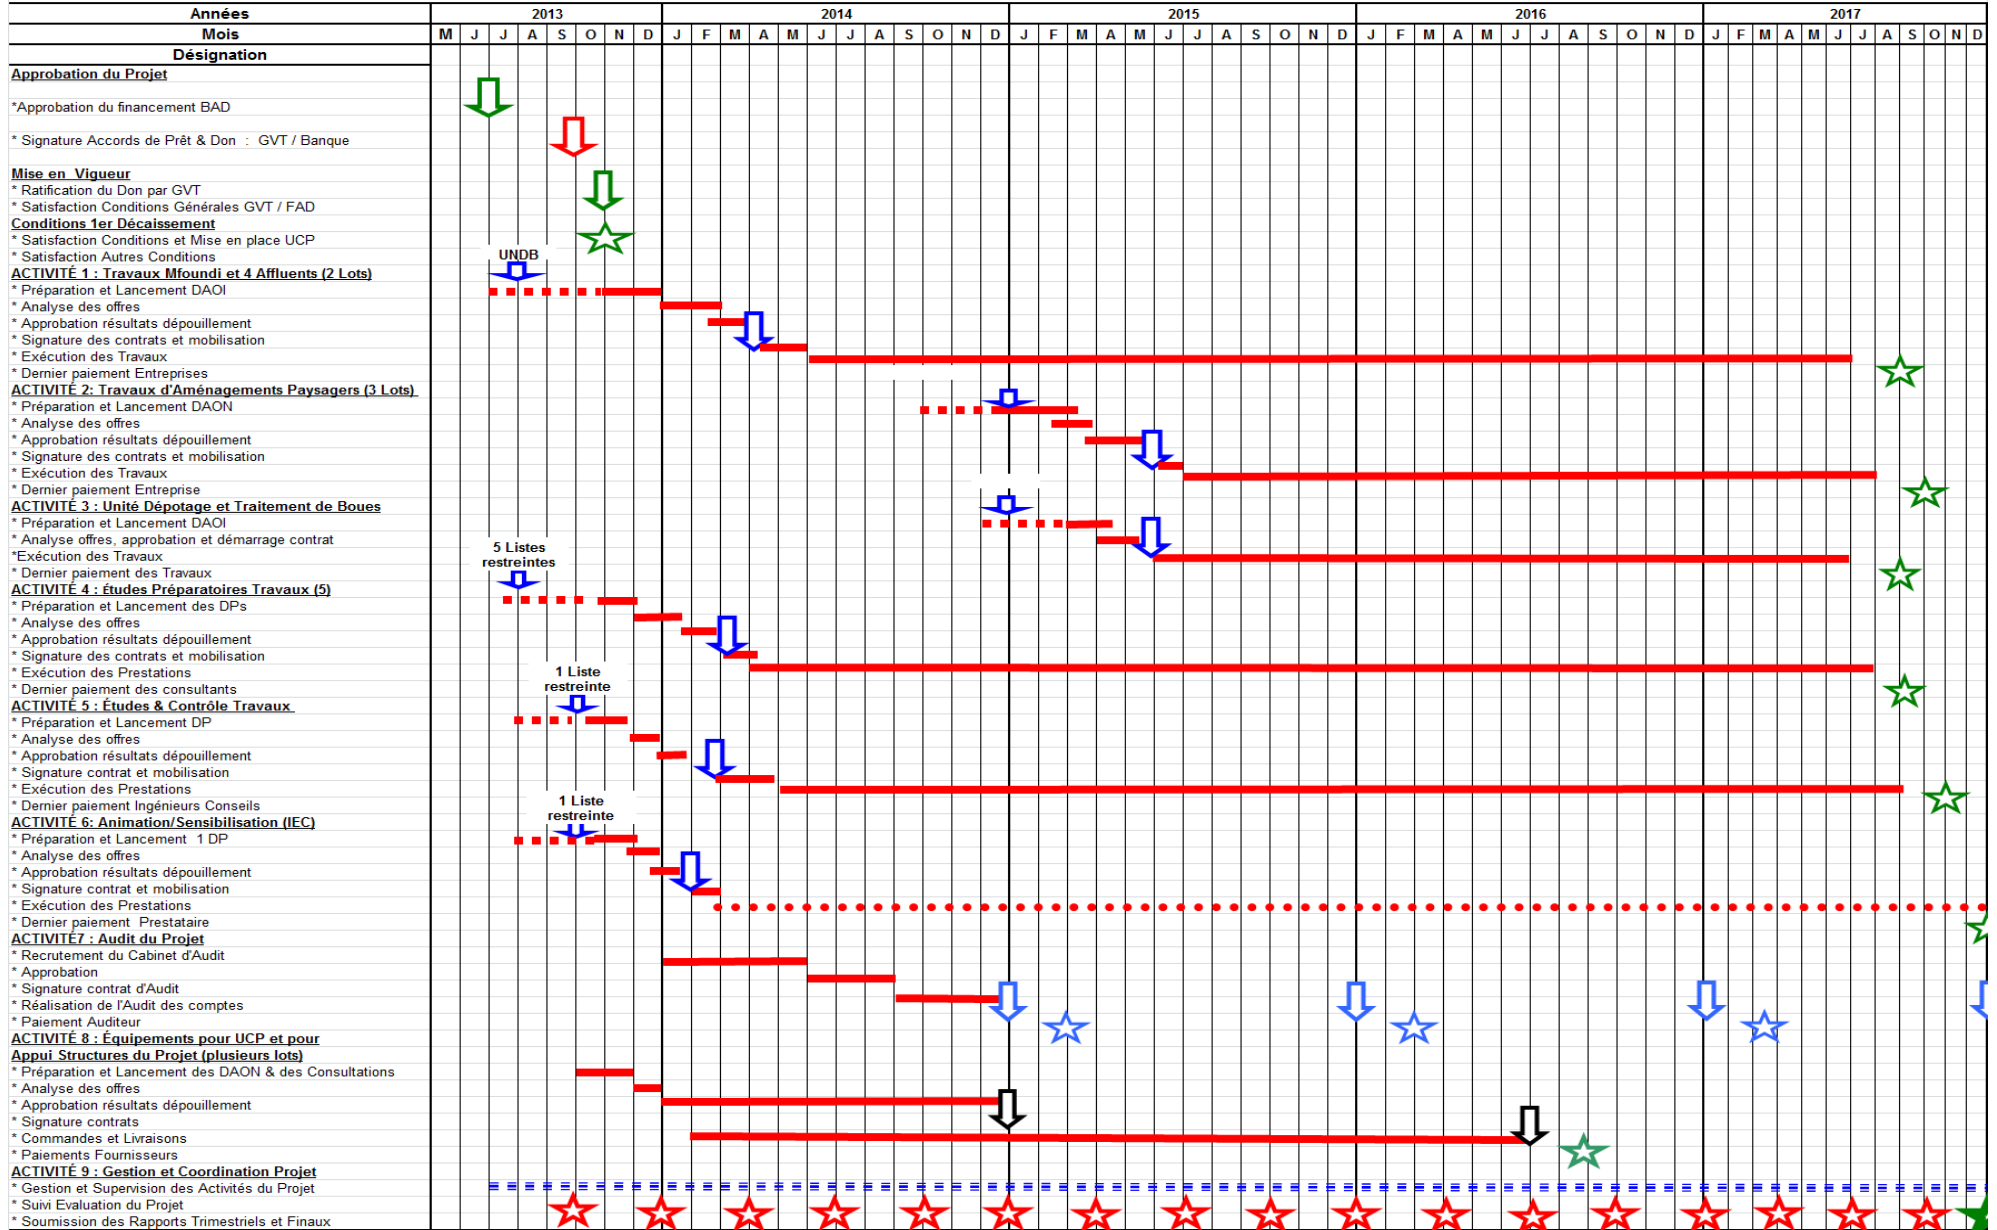 Années 2013 2014 2015 2016 2017
Mois M J J A S O N D J F M A M J J A S O N D J F M A M J J A S O N D J F M A M J J A S O N D J F M A M J J A S O N D
Désignation
Approbation du Projet
*Approbation du financement BAD
* Signature Accords de Prêt & Don : GVT / Banque
Mise en Vigueur
* Ratification du Don par GVT
* Satisfaction Conditions Générales GVT / FAD
Conditions 1er Décaissement
* Satisfaction Conditions et Mise en place UCP
* Satisfaction Autres Conditions
UNDB
ACTIVITÉ 1 : Travaux Mfoundi et 4 Affluents (2 Lots)
* Préparation et Lancement DAOI
* Analyse des offres
* Approbation résultats dépouillement
* Signature des contrats et mobilisation
* Exécution des Travaux
* Dernier paiement Entreprises
ACTIVITÉ 2: Travaux d'Aménagements Paysagers (3 Lots)
* Préparation et Lancement DAON
* Analyse des offres
* Approbation résultats dépouillement
* Signature des contrats et mobilisation
* Exécution des Travaux
* Dernier paiement Entreprise
ACTIVITÉ 3 : Unité Dépotage et Traitement de Boues
* Préparation et Lancement DAOI
* Analyse offres, approbation et démarrage contrat
*Exécution des Travaux
* Dernier paiement des Travaux
5 Listes
restreintes
ACTIVITÉ 4 : Études Préparatoires Travaux (5)
* Préparation et Lancement des DPs
* Analyse des offres
* Approbation résultats dépouillement
* Signature des contrats et mobilisation
* Exécution des Prestations
* Dernier paiement des consultants
1 Liste
restreinte
ACTIVITÉ 5 : Études & Contrôle Travaux
* Préparation et Lancement DP
* Analyse des offres
* Approbation résultats dépouillement
* Signature contrat et mobilisation
* Exécution des Prestations
* Dernier paiement Ingénieurs Conseils
1 Liste
restreinte
ACTIVITÉ 6: Animation/Sensibilisation (IEC)
* Préparation et Lancement 1 DP
* Analyse des offres
* Approbation résultats dépouillement
* Signature contrat et mobilisation
* Exécution des Prestations
* Dernier paiement Prestataire
ACTIVITÉ7 : Audit du Projet
* Recrutement du Cabinet d'Audit
* Approbation
* Signature contrat d'Audit
* Réalisation de l'Audit des comptes
* Paiement Auditeur
ACTIVITÉ 8 : Équipements pour UCP et pour
Appui Structures du Projet (plusieurs lots)
* Préparation et Lancement des DAON & des Consultations
* Analyse des offres
* Approbation résultats dépouillement
* Signature contrats
* Commandes et Livraisons
* Paiements Fournisseurs
ACTIVITÉ 9 : Gestion et Coordination Projet
* Gestion et Supervision des Activités du Projet
* Suivi Evaluation du Projet
* Soumission des Rapports Trimestriels et Finaux